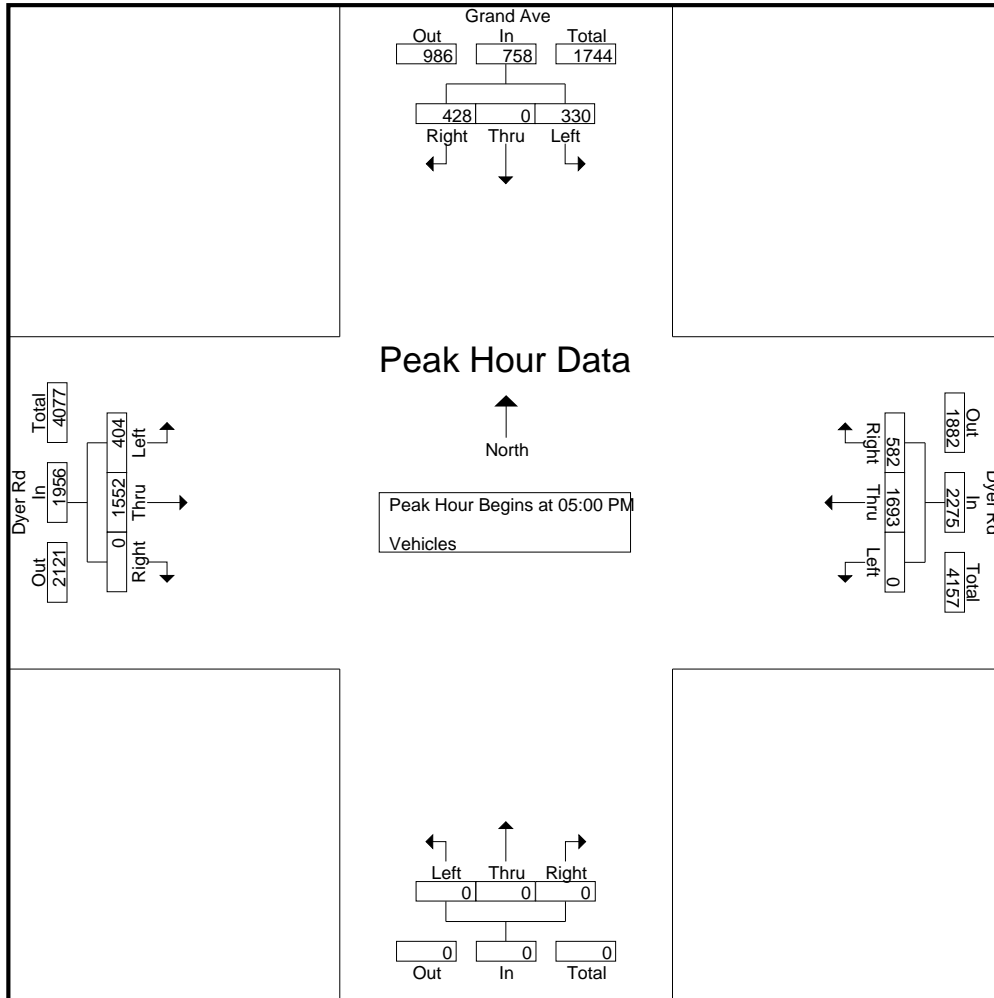 Grand Ave
Out In Total
986 758 1744
428 0 330
Right Thru Left
Peak Hour Data
North
Peak Hour Begins at 05:00 PM
Vehicles
Dyer Rd
Total In Out
4077 1956 2121
404 1552 0
Left Thru Right
Dyer Rd
Out In Total
1882 2275 4157
582 1693 0
Right Thru Left
Left Thru Right
0 0 0
0 0 0
Out In Total